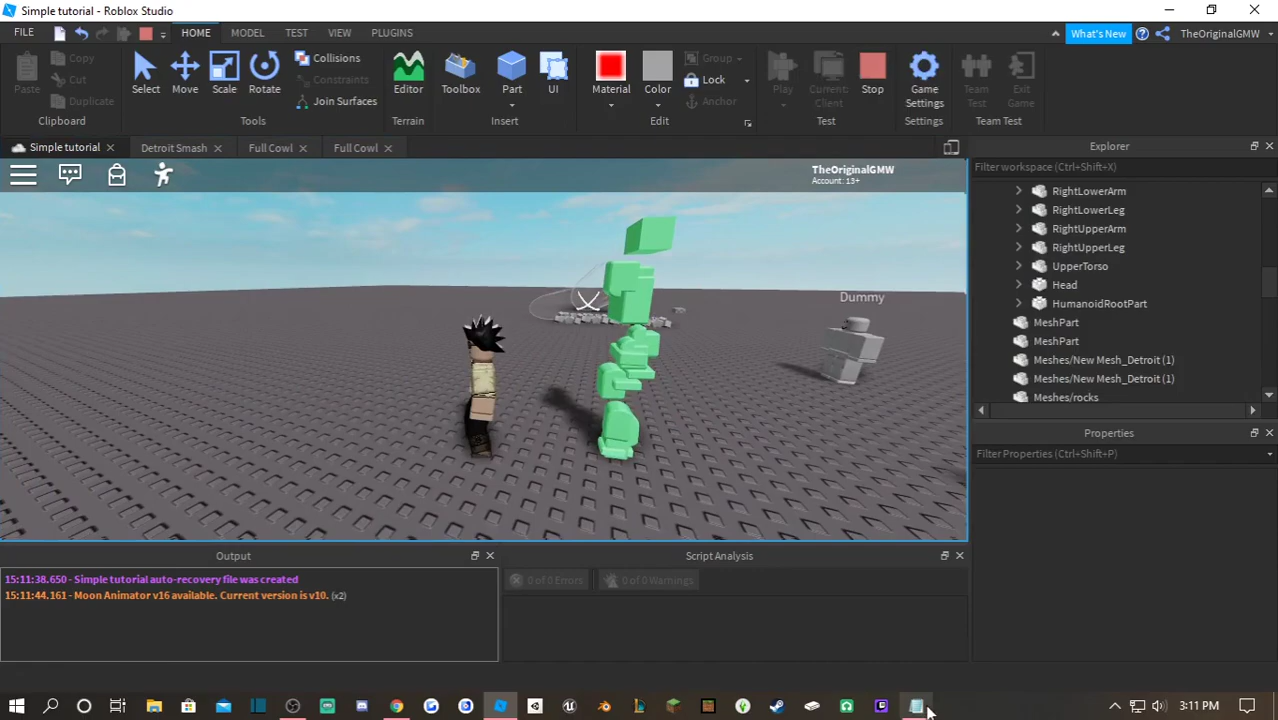 Simple tutorial - Roblox Studio
FILE HOME MODEL TEST VIEW PLUGINS What's New TheOriginalGMW
Paste Copy Cut Duplicate Select Move Scale Rotate Collisions Constraints Join Surfaces Editor Toolbox Part UI Material Color Group Lock Anchor Play Current: Client Stop Game Settings Team Test Exit Game
Clipboard Tools Terrain Insert Edit Test Settings Team Test
Simple tutorial Detroit Smash Full Cowl Full Cowl
Explorer
Filter workspace (Ctrl+Shift+X)
TheOriginalGMW
Account: 13+
Dummy
RightLowerArm
RightLowerLeg
RightUpperArm
RightUpperLeg
UpperTorso
Head
HumanoidRootPart
MeshPart
MeshPart
Meshes/New Mesh_Detroit (1)
Meshes/New Mesh_Detroit (1)
Meshes/rocks
Properties
Filter Properties (Ctrl+Shift+P)
Output
15:11:38.650 - Simple tutorial auto-recovery file was created
15:11:44.161 - Moon Animator v16 available. Current version is v10. (x2)
Script Analysis
0 of 0 Errors 0 of 0 Warnings
3:11 PM